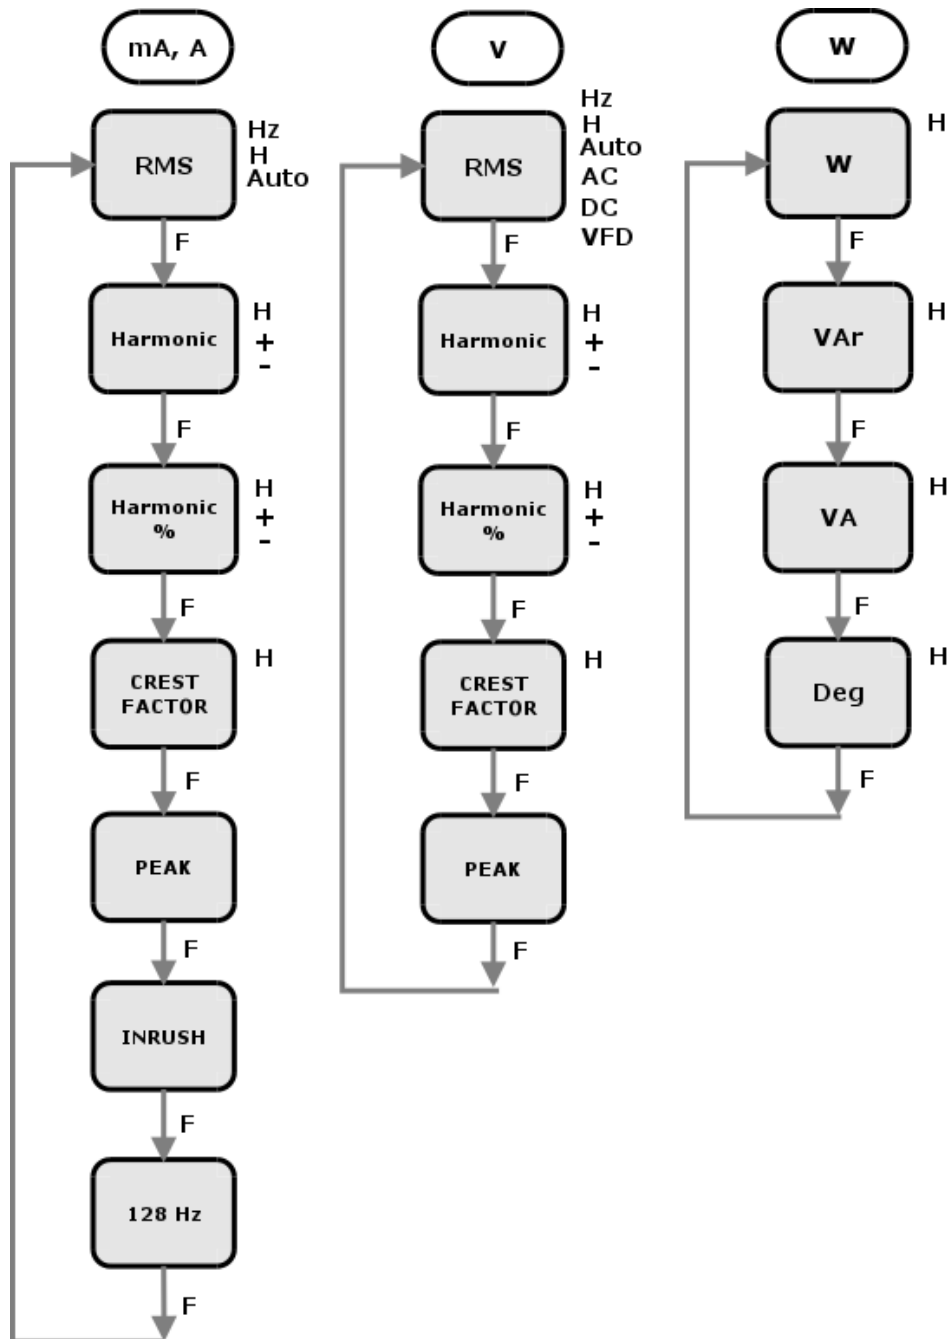 mA, A
RMS
Hz
H
Auto
F
Harmonic
H
+
-
F
Harmonic
%
H
+
-
F
CREST
FACTOR
H
F
PEAK
F
INRUSH
F
128 Hz
F
V
RMS
Hz
H
Auto
AC
DC
VFD
F
Harmonic
H
+
-
F
Harmonic
%
H
+
-
F
CREST
FACTOR
H
F
PEAK
F
W
W
H
F
VAr
H
F
VA
H
F
Deg
H
F